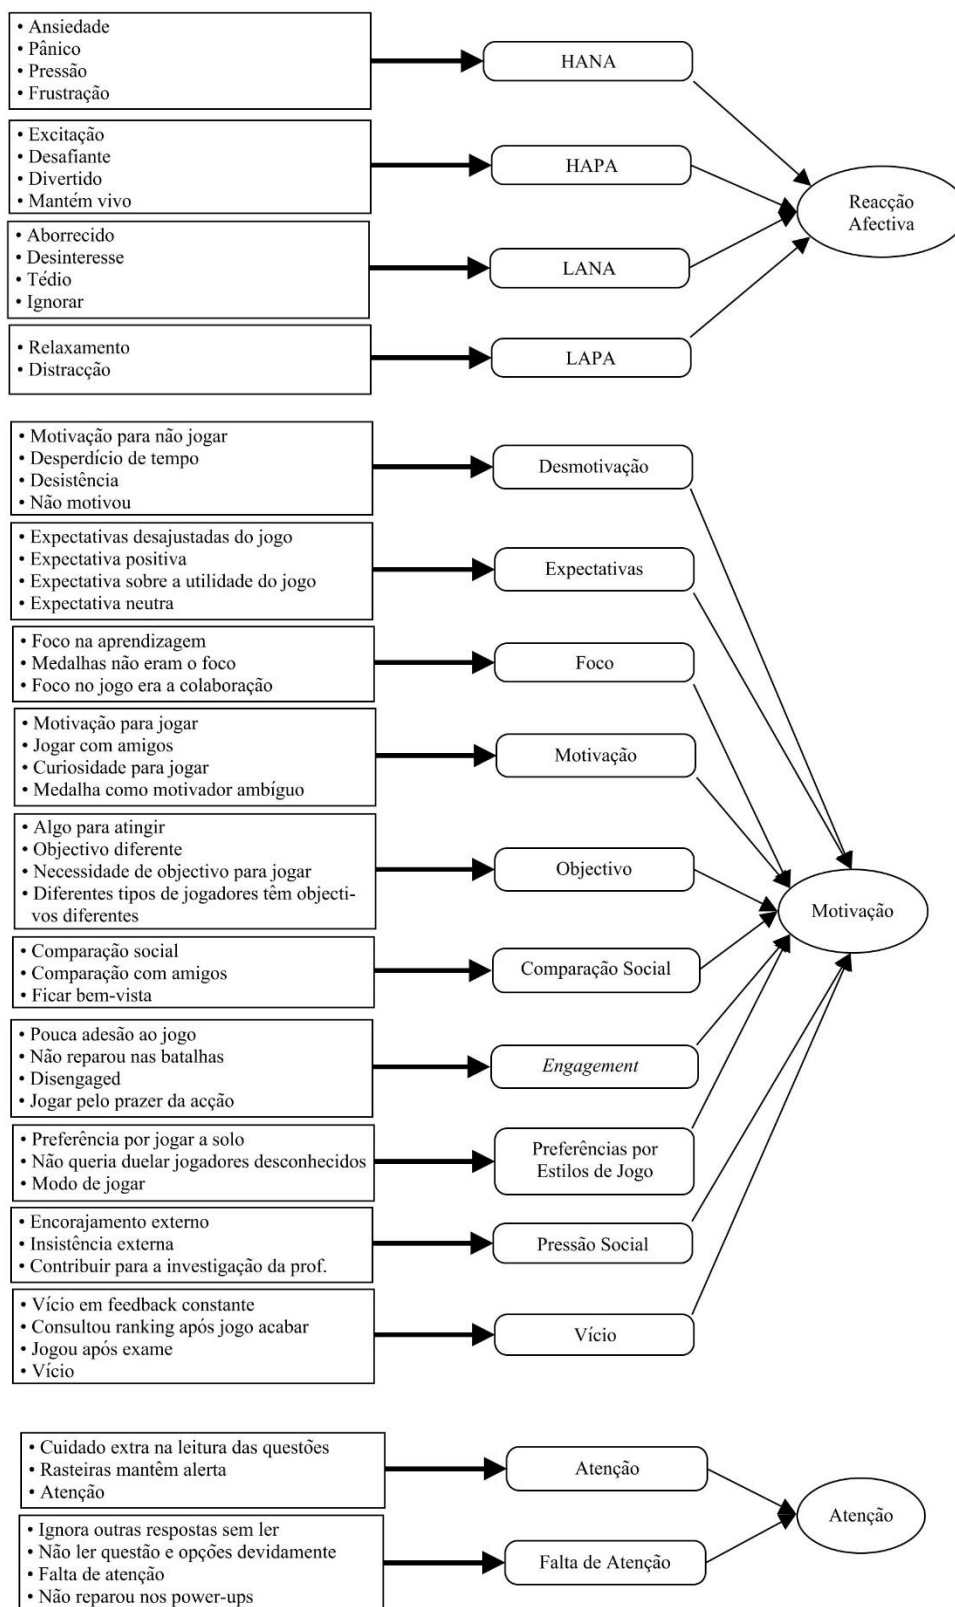 • Ansiedade
• Pânico
• Pressão
• Frustração
HANA
• Excitação
• Desafiante
• Divertido
• Mantém vivo
HAPA
• Aborrecido
• Desinteresse
• Tédio
• Ignorar
LANA
• Relaxamento
• Distracção
LAPA
Reacção
Afectiva
• Motivação para não jogar
• Desperdício de tempo
• Desistência
• Não motivou
Desmotivação
• Expectativas desajustadas do jogo
• Expectativa positiva
• Expectativa sobre a utilidade do jogo
• Expectativa neutra
Expectativas
• Foco na aprendizagem
• Medalhas não eram o foco
• Foco no jogo era a colaboração
Foco
• Motivação para jogar
• Jogar com amigos
• Curiosidade para jogar
• Medalha como motivador ambíguo
Motivação
• Algo para atingir
• Objectivo diferente
• Necessidade de objectivo para jogar
• Diferentes tipos de jogadores têm objecti-
vos diferentes
Objectivo
• Comparação social
• Comparação com amigos
• Ficar bem-vista
Comparação Social
• Pouca adesão ao jogo
• Não reparou nas batalhas
• Disengaged
• Jogar pelo prazer da acção
Engagement
• Preferência por jogar a solo
• Não queria duelar jogadores desconhecidos
• Modo de jogar
Preferências por
Estilos de Jogo
• Encorajamento externo
• Insistência externa
• Contribuir para a investigação da prof.
Pressão Social
• Vício em feedback constante
• Consultou ranking após jogo acabar
• Jogou após exame
• Vício
Vício
Motivação
• Cuidado extra na leitura das questões
• Rasteiras mantêm alerta
• Atenção
Atenção
• Ignora outras respostas sem ler
• Não ler questão e opções devidamente
• Falta de atenção
• Não reparou nos power-ups
Falta de Atenção
Atenção